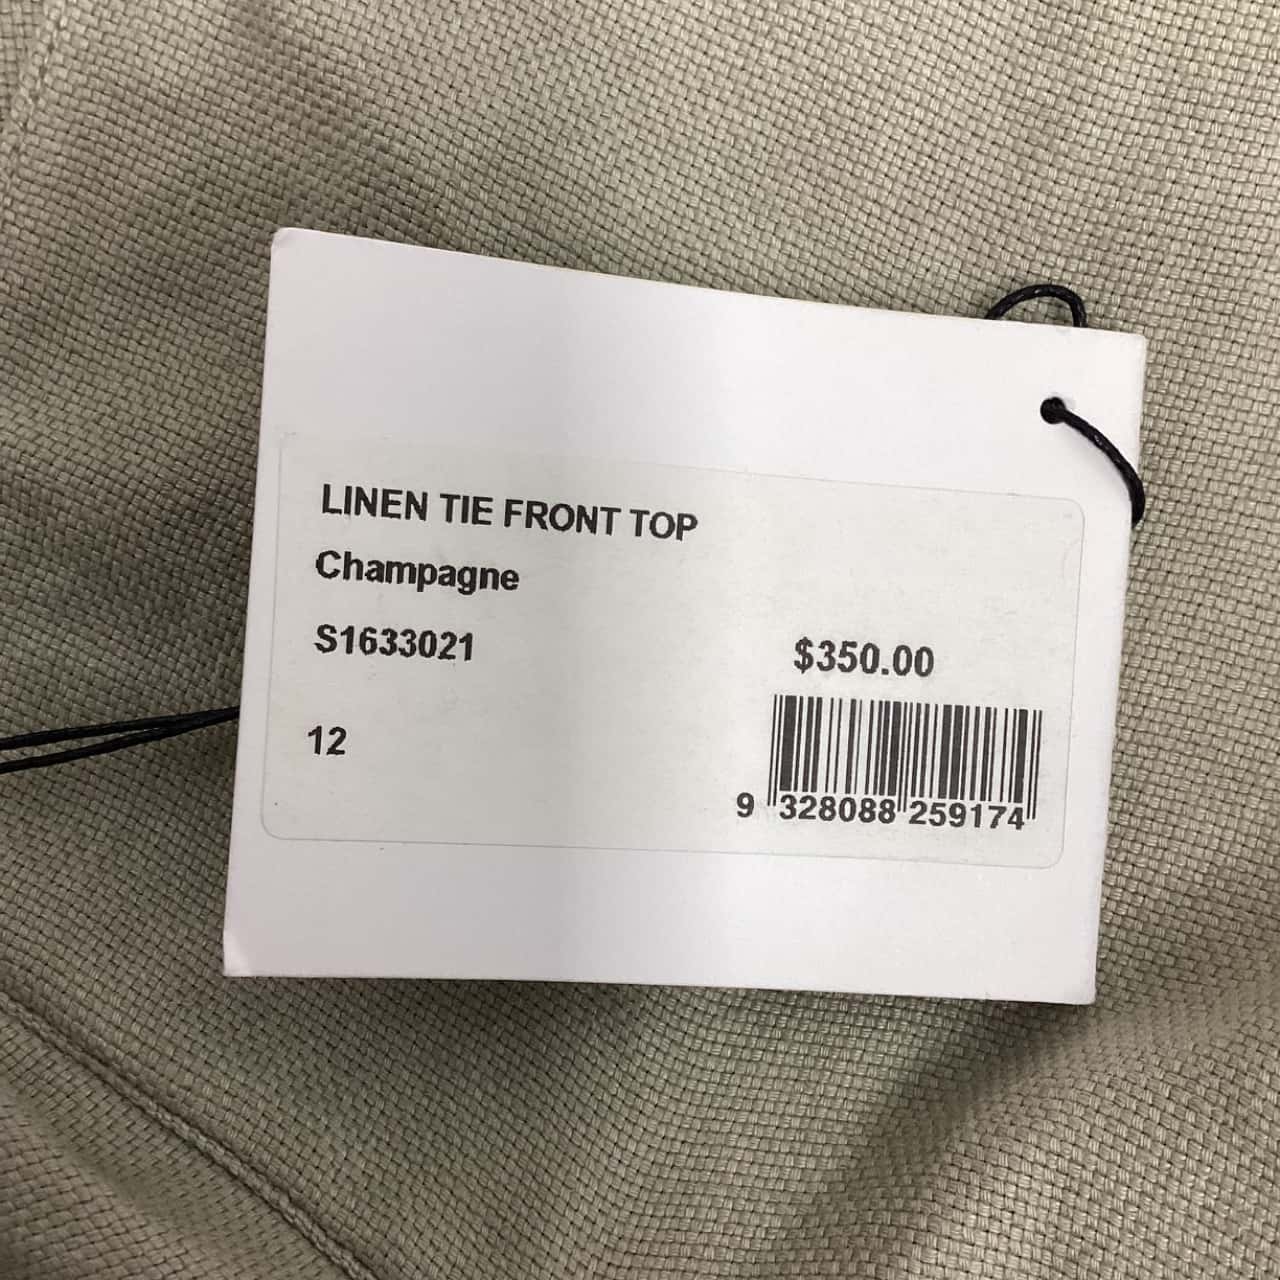 LINEN TIE FRONT TOP
Champagne
S1633021
$350.00
12
9 328088 259174